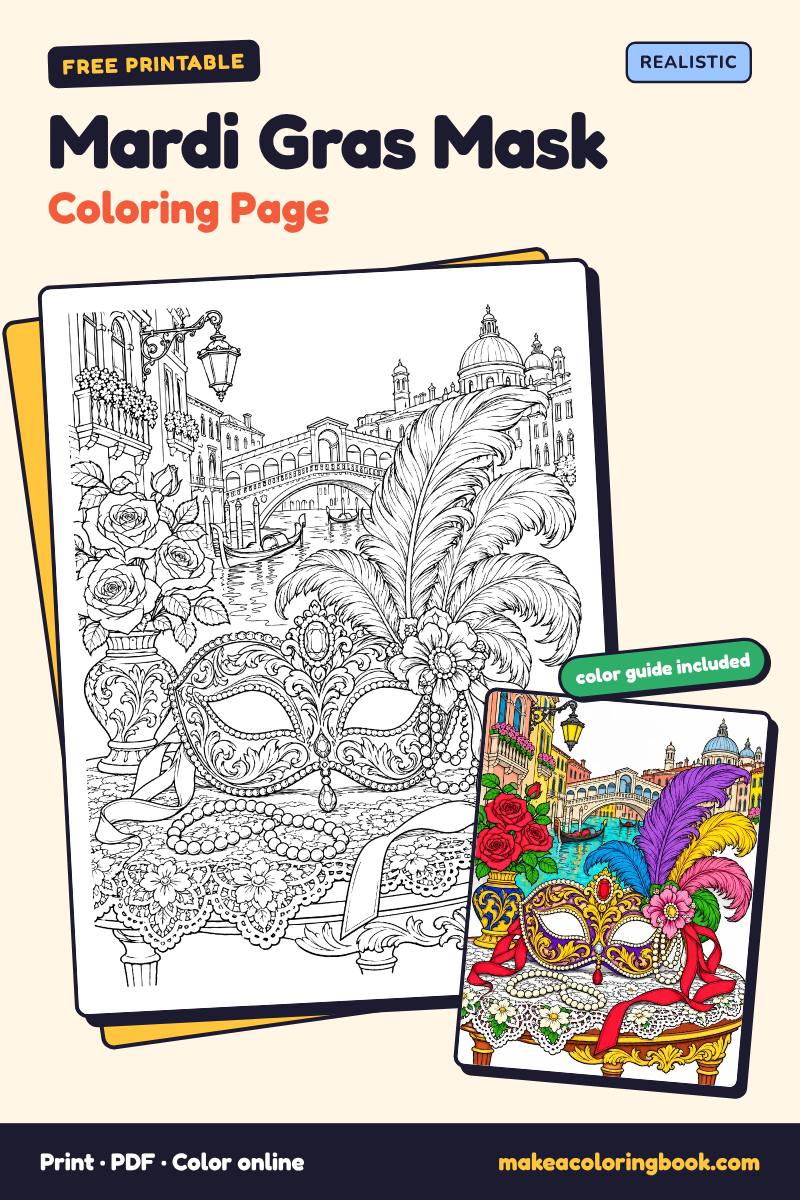 FREE PRINTABLE
REALISTIC
Mardi Gras Mask
Coloring Page
color guide included
Print · PDF · Color online
makeacoloringbook.com